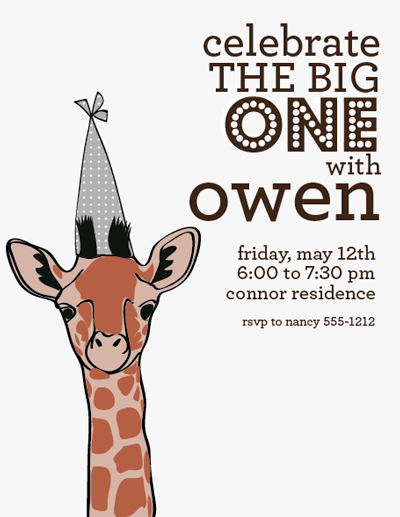 celebrate
THE BIG
ONE
with
owen
friday, may 12th
6:00 to 7:30 pm
connor residence
rsvp to nancy 555-1212